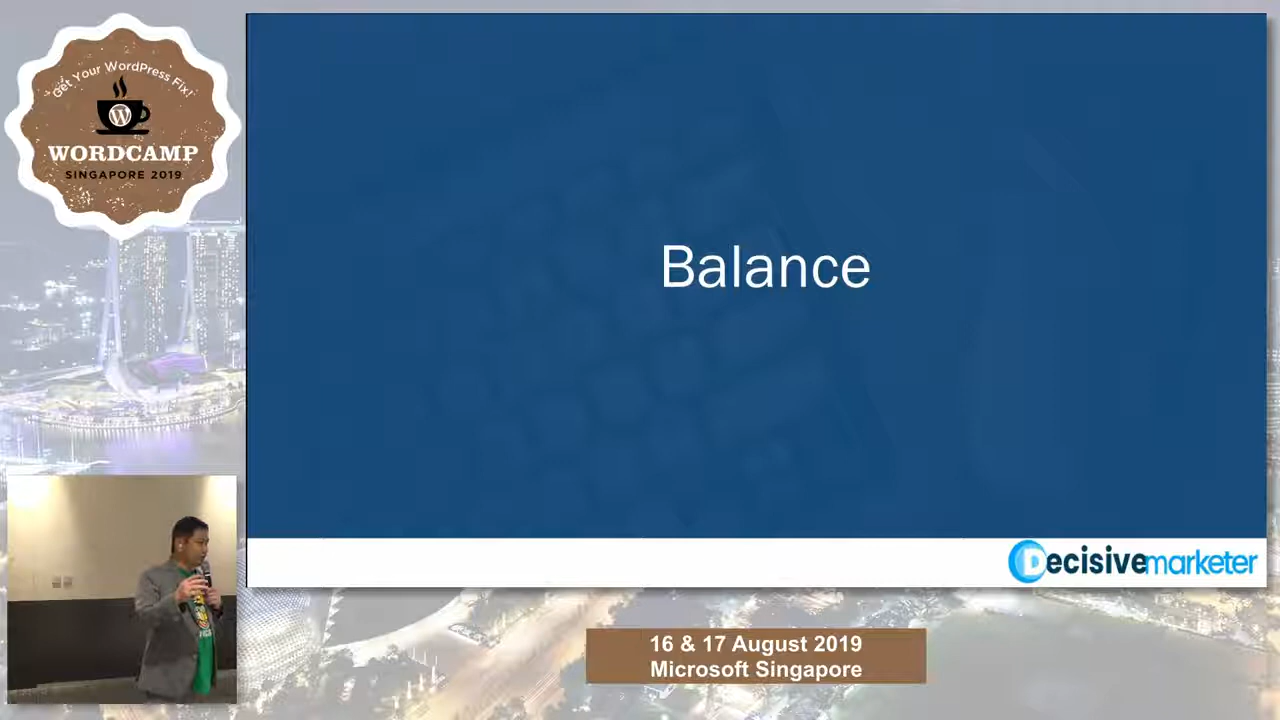 Get Your WordPress Fix!
WORDCAMP
SINGAPORE 2019
Balance
Decisivemarketer
16 & 17 August 2019
Microsoft Singapore